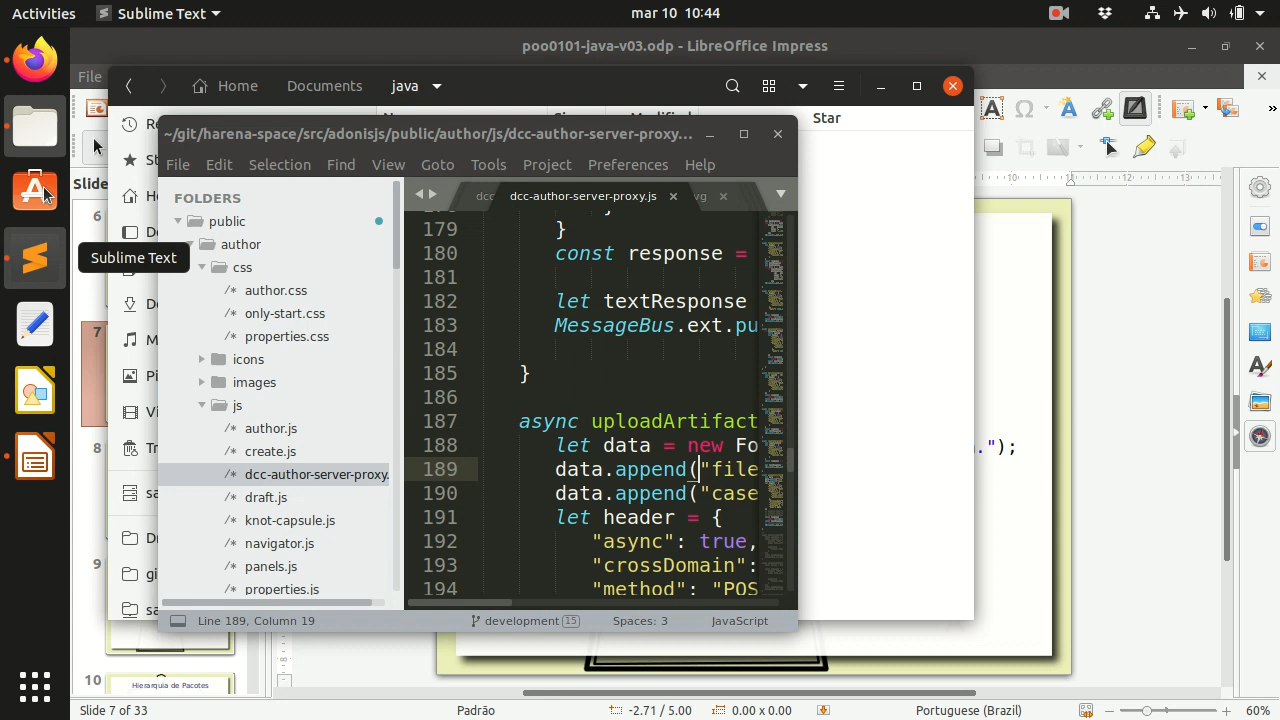 Activities
Sublime Text
mar 10 10:44
poo0101-java-v03.odp - LibreOffice Impress
File
Home
Documents
java
Star
~/git/harena-space/src/adonisjs/public/author/js/dcc-author-server-proxy...
File Edit Selection Find View Goto Tools Project Preferences Help
Slide
FOLDERS
public
author
css
/* author.css
/* only-start.css
/* properties.css
icons
images
js
/* author.js
/* create.js
/* dcc-author-server-proxy.
/* draft.js
/* knot-capsule.js
/* navigator.js
/* panels.js
/* properties.js
dcc
dcc-author-server-proxy.js
vg
179 }
180 const response =
181
182 let textResponse
183 MessageBus.ext.pu
184
185 }
186
187 async uploadArtifact
188 let data = new Fo
189 data.append("file
190 data.append("case
191 let header = {
192 "async": true,
193 "crossDomain":
194 "method": "POS
Line 189, Column 19
development 15
Spaces: 3
JavaScript
Sublime Text
6
7
8
9
10
Hierarquia de Pacotes
.");
10 11 12 13
Slide 7 of 33
Padrão
-2.71 / 5.00
0.00 x 0.00
Portuguese (Brazil)
60%